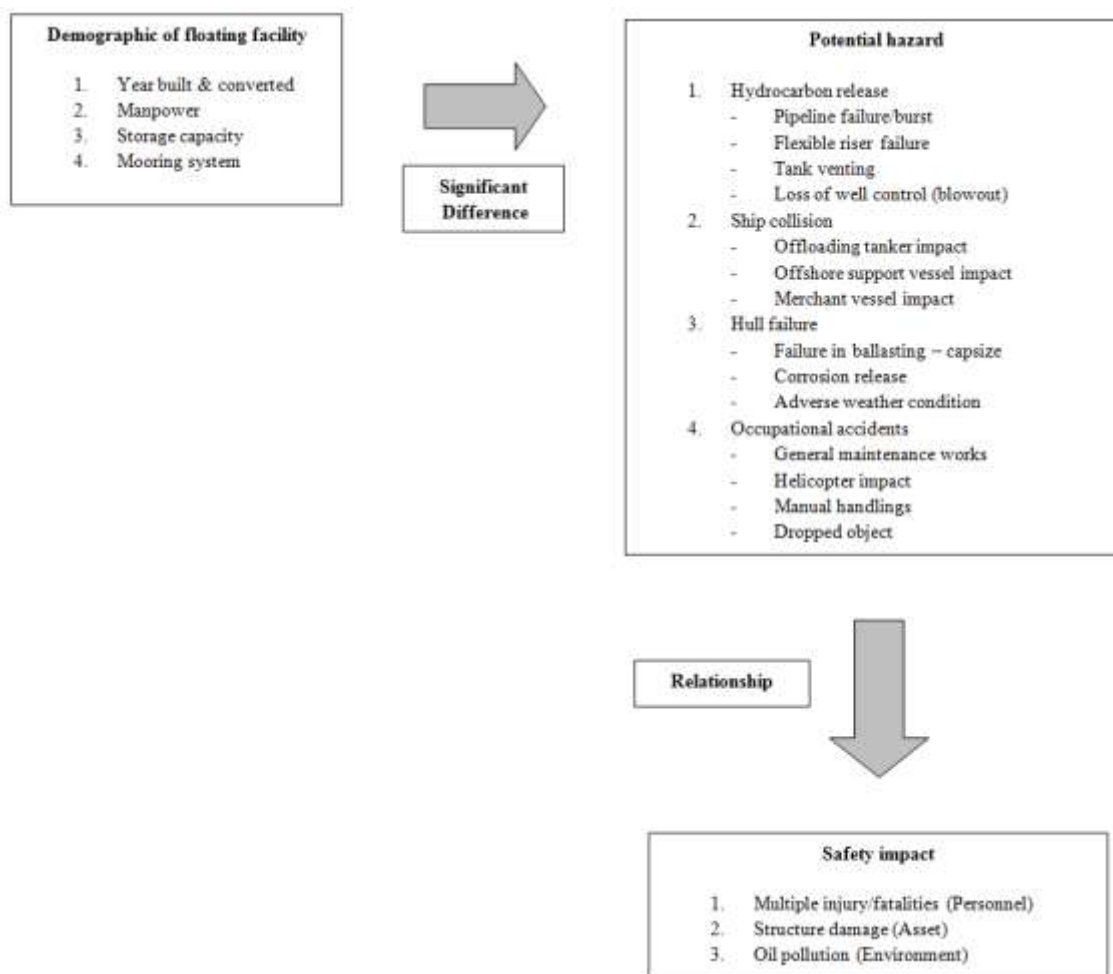 Demographic of floating facility
1. Year built & converted
2. Manpower
3. Storage capacity
4. Mooring system
Significant
Difference
Potential hazard
1. Hydrocarbon release
- Pipeline failure/burst
- Flexible riser failure
- Tank venting
- Loss of well control (blowout)
2. Ship collision
- Offloading tanker impact
- Offshore support vessel impact
- Merchant vessel impact
3. Hull failure
- Failure in ballasting – capsize
- Corrosion release
- Adverse weather condition
4. Occupational accidents
- General maintenance works
- Helicopter impact
- Manual handlings
- Dropped object
Relationship
Safety impact
1. Multiple injury/fatalities (Personnel)
2. Structure damage (Asset)
3. Oil pollution (Environment)